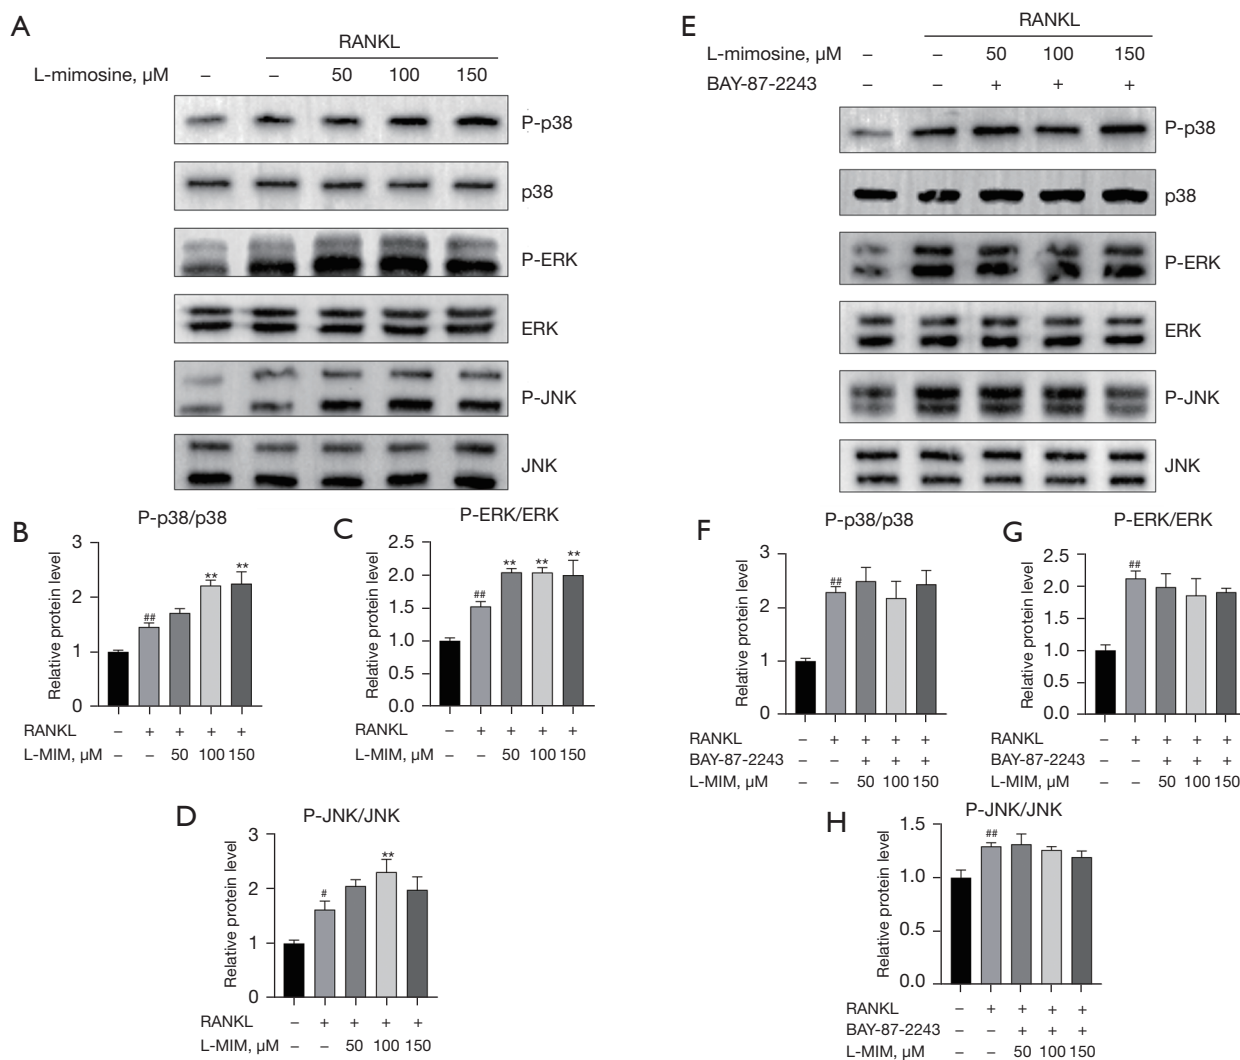 A
RANKL
L-mimosine, µM – – 50 100 150
P-p38
p38
P-ERK
ERK
P-JNK
JNK
E
RANKL
L-mimosine, µM – – 50 100 150
BAY-87-2243 – – + + +
P-p38
p38
P-ERK
ERK
P-JNK
JNK
B
P-p38/p38
Relative protein level
3
2
1
0
##
**
**
RANKL – + + + +
L-MIM, µM – – 50 100 150
C
P-ERK/ERK
Relative protein level
2.5
2.0
1.5
1.0
0.5
0.0
##
**
**
**
RANKL – + + + +
L-MIM, µM – – 50 100 150
D
P-JNK/JNK
Relative protein level
3
2
1
0
#
**
RANKL – + + + +
L-MIM, µM – – 50 100 150
F
P-p38/p38
Relative protein level
3
2
1
0
##
RANKL – + + + +
BAY-87-2243 – – + + +
L-MIM, µM – – 50 100 150
G
P-ERK/ERK
Relative protein level
2.5
2.0
1.5
1.0
0.5
0.0
##
RANKL – + + + +
BAY-87-2243 – – + + +
L-MIM, µM – – 50 100 150
H
P-JNK/JNK
Relative protein level
1.5
1.0
0.5
0.0
##
RANKL – + + + +
BAY-87-2243 – – + + +
L-MIM, µM – – 50 100 150